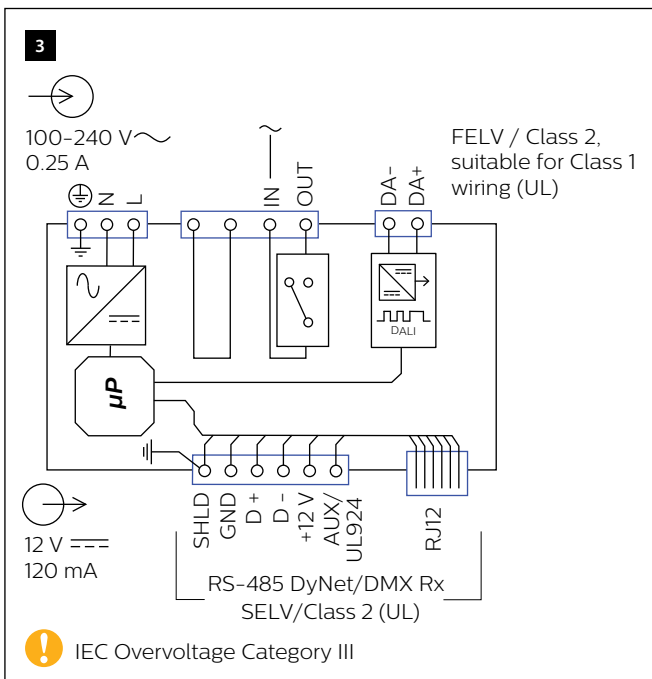 3
100-240 V
0.25 A
N
L
IN
OUT
DA-
DA+
FELV / Class 2,
suitable for Class 1
wiring (UL)
DALI
µP
12 V
120 mA
SHLD
GND
D +
D -
+12 V
AUX/
UL924
RJ12
RS-485 DyNet/DMX Rx
SELV/Class 2 (UL)
! IEC Overvoltage Category III